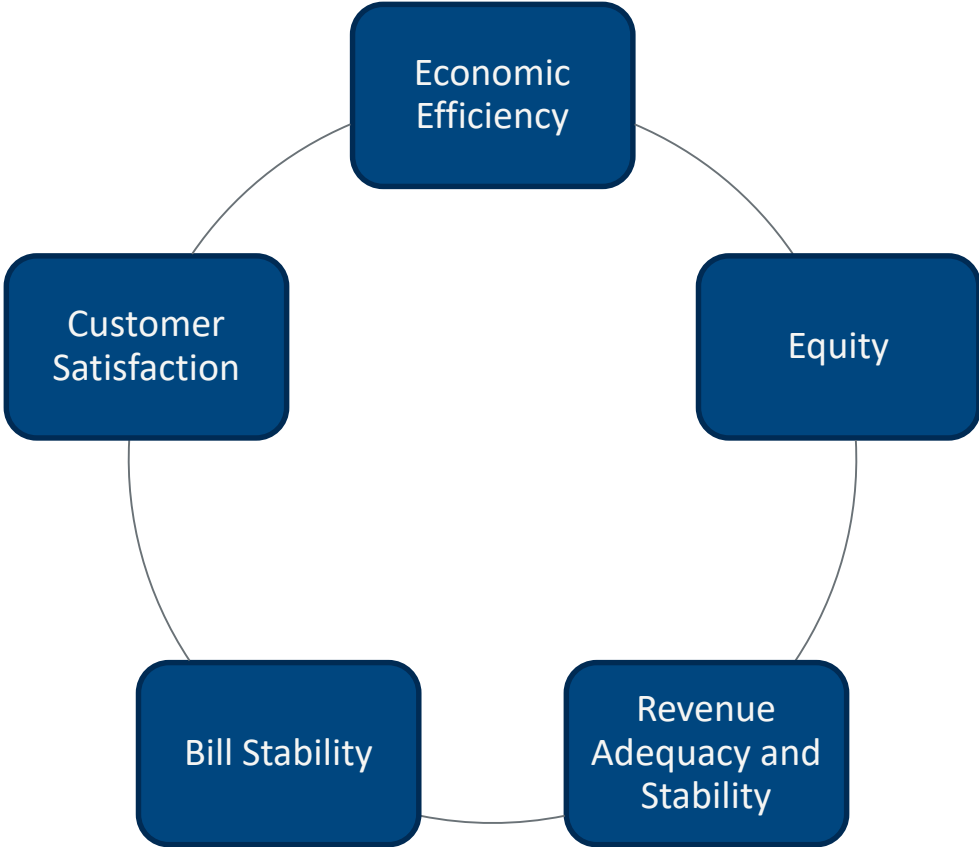 Economic
Efficiency
Equity
Revenue
Adequacy and
Stability
Bill Stability
Customer
Satisfaction